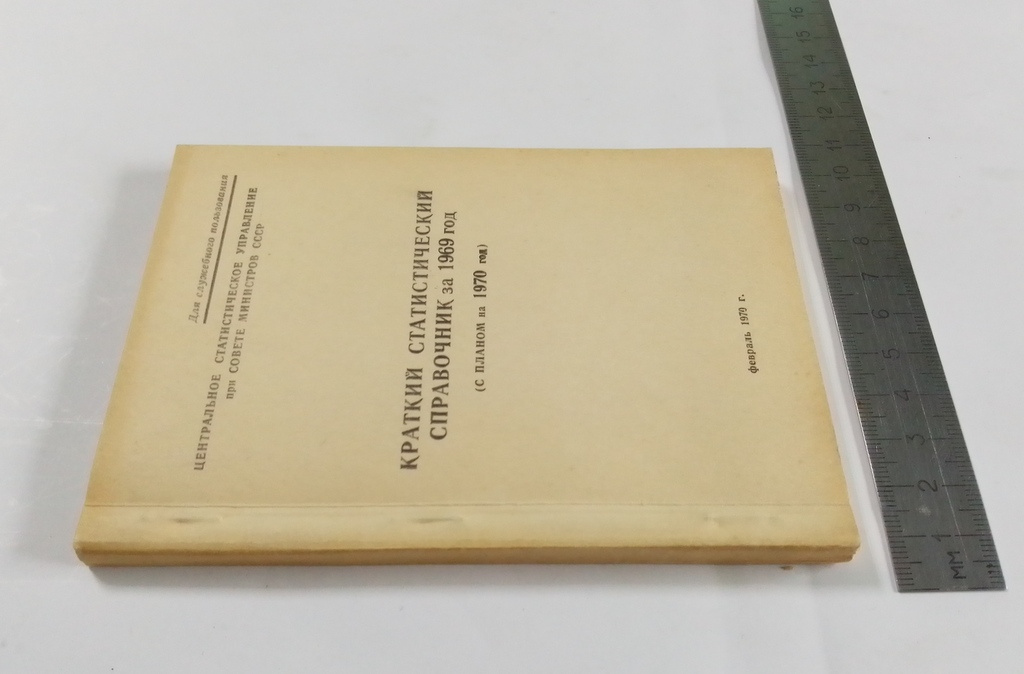 Для служебного пользования
ЦЕНТРАЛЬНОЕ СТАТИСТИЧЕСКОЕ УПРАВЛЕНИЕ
при СОВЕТЕ МИНИСТРОВ СССР
КРАТКИЙ СТАТИСТИЧЕСКИЙ
СПРАВОЧНИК за 1969 год
(С ПЛАНОМ на 1970 год)
февраль 1970 г.
мм 1 2 3 4 5 6 7 8 9 10 11 12 13 14 15 16